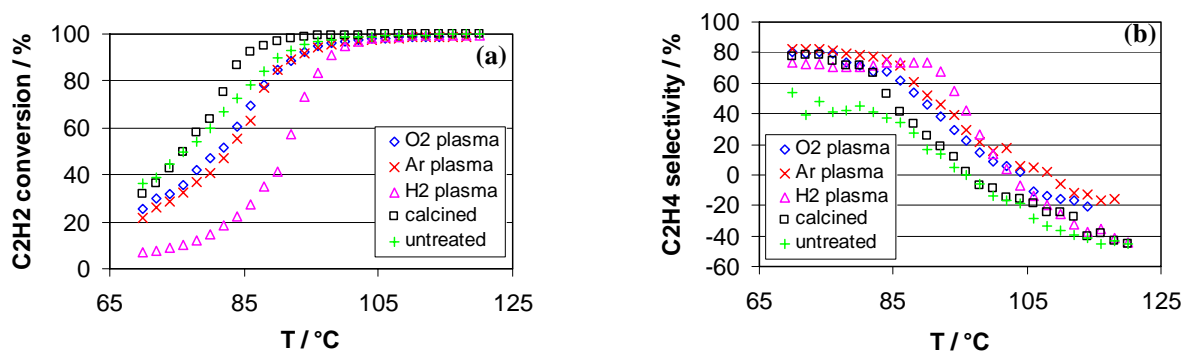 C2H2 conversion / %
100
80
60
40
20
0
(a)
O2 plasma
Ar plasma
H2 plasma
calcined
untreated
65 85 105 125
T / °C
C2H4 selectivity / %
100
80
60
40
20
0
-20
-40
-60
(b)
O2 plasma
Ar plasma
H2 plasma
calcined
untreated
65 85 105 125
T / °C